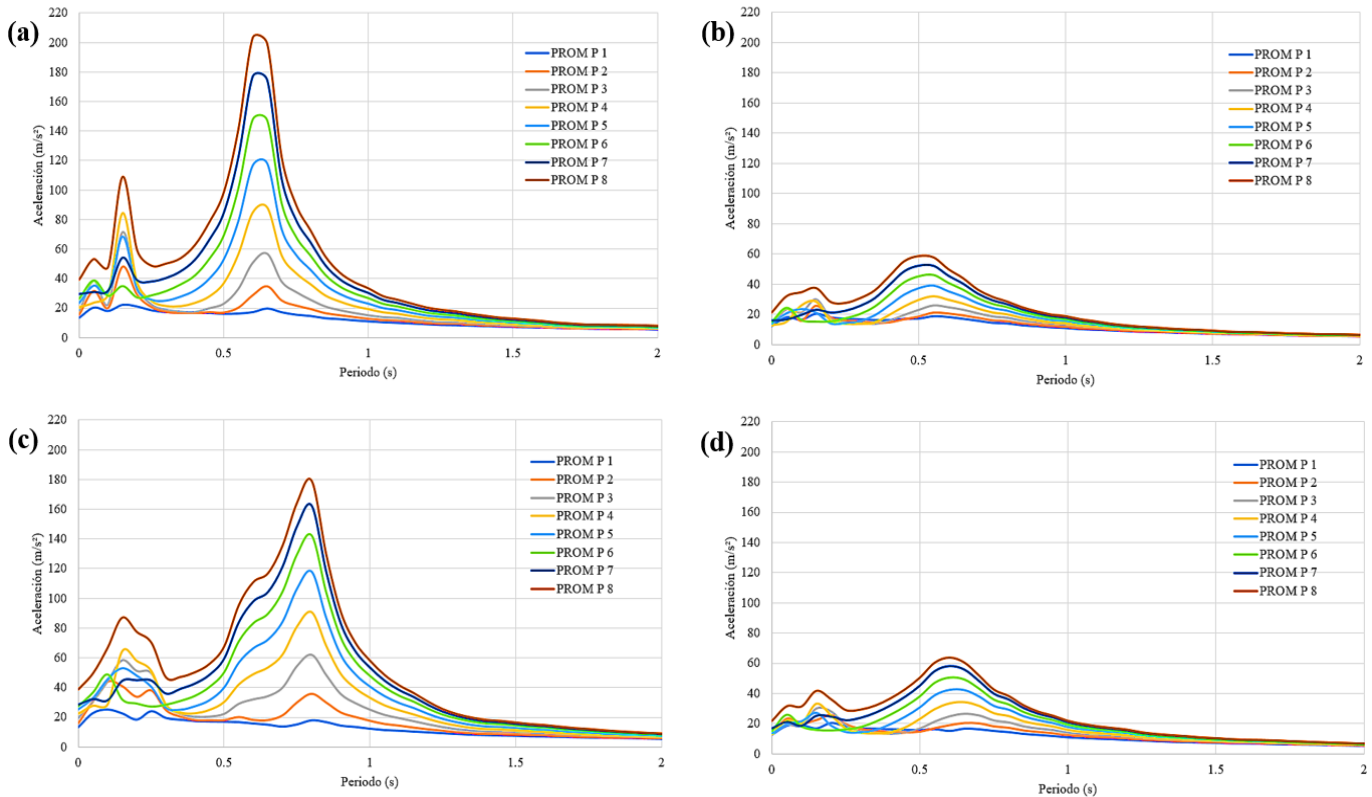 (a)
220
200
180
160
140
120
100
80
60
40
20
0
Aceleración (m/s²)
0 0.5 1 1.5 2
Periodo (s)
PROM P 1
PROM P 2
PROM P 3
PROM P 4
PROM P 5
PROM P 6
PROM P 7
PROM P 8
(b)
220
200
180
160
140
120
100
80
60
40
20
0
Aceleración (m/s²)
0 0.5 1 1.5 2
Periodo (s)
PROM P 1
PROM P 2
PROM P 3
PROM P 4
PROM P 5
PROM P 6
PROM P 7
PROM P 8
(c)
220
200
180
160
140
120
100
80
60
40
20
0
Aceleración (m/s²)
0 0.5 1 1.5 2
Periodo (s)
PROM P 1
PROM P 2
PROM P 3
PROM P 4
PROM P 5
PROM P 6
PROM P 7
PROM P 8
(d)
220
200
180
160
140
120
100
80
60
40
20
0
Aceleración (m/s²)
0 0.5 1 1.5 2
Periodo (s)
PROM P 1
PROM P 2
PROM P 3
PROM P 4
PROM P 5
PROM P 6
PROM P 7
PROM P 8